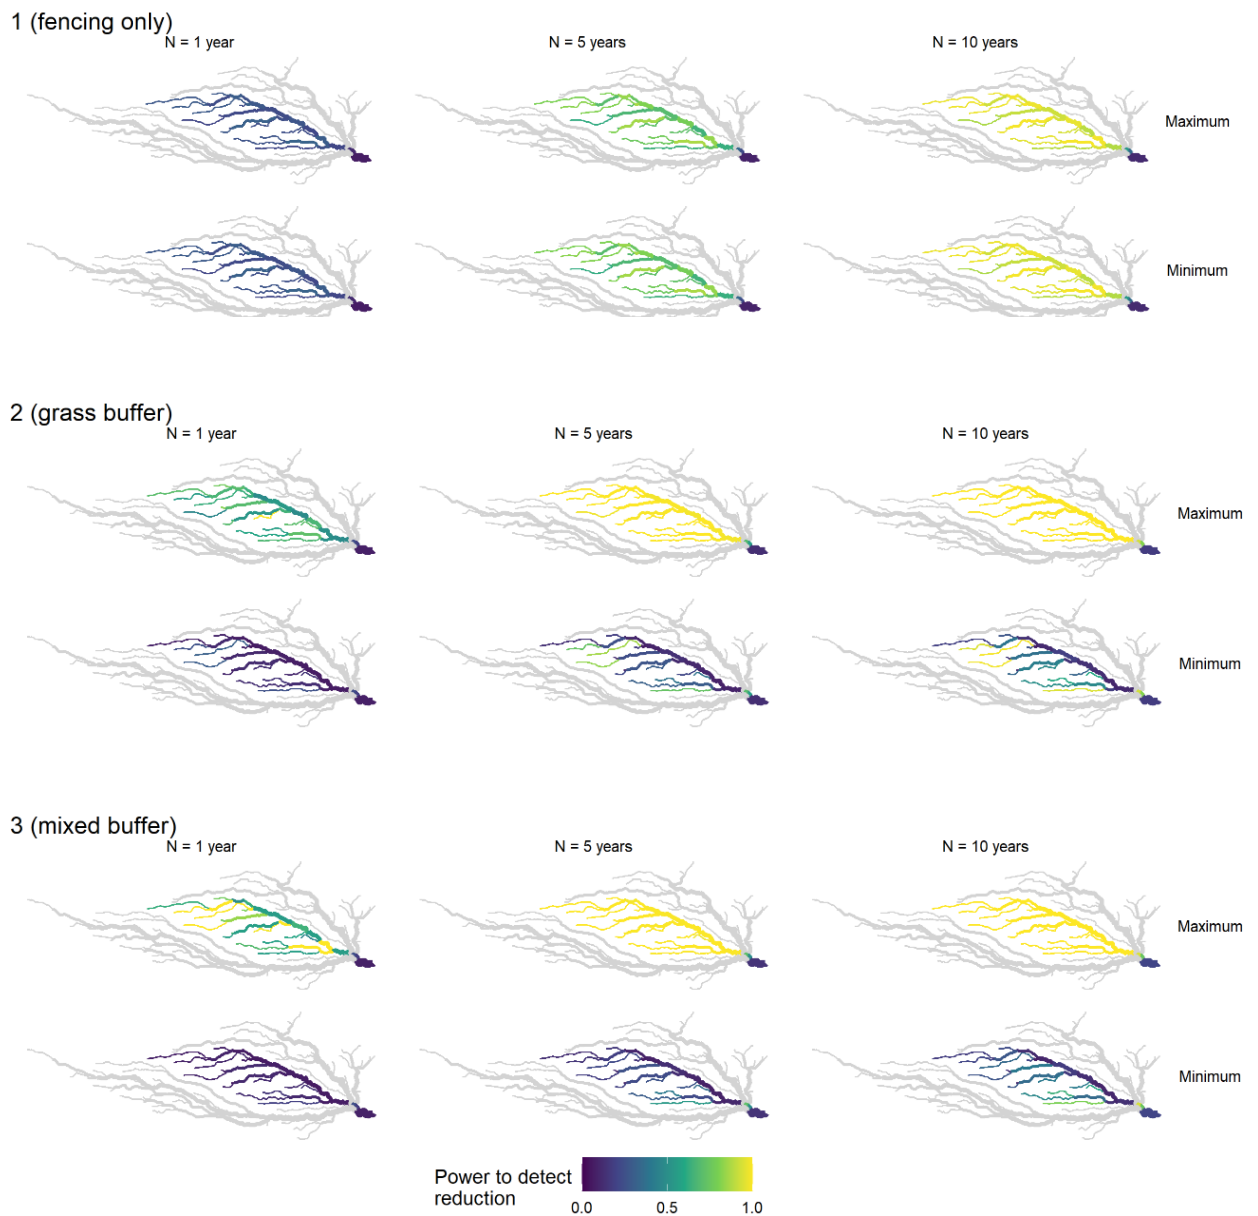 1 (fencing only)
N = 1 year
N = 5 years
N = 10 years
Maximum
Minimum
2 (grass buffer)
N = 1 year
N = 5 years
N = 10 years
Maximum
Minimum
3 (mixed buffer)
N = 1 year
N = 5 years
N = 10 years
Maximum
Minimum
Power to detect
reduction
0.0 0.5 1.0